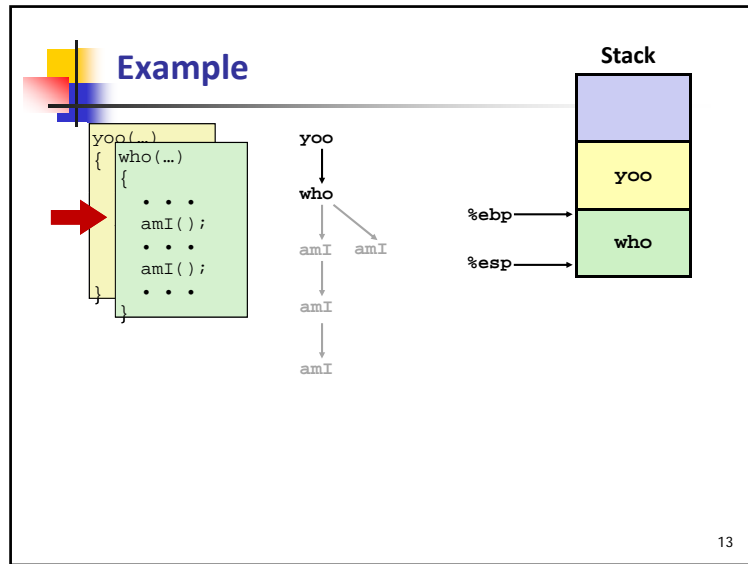 Example
Stack
yoo(…)
{
}
who(…)
{
• • •
amI();
• • •
amI();
• • •
}
yoo
who
amI amI
amI
amI
%ebp
%esp
yoo
who
13